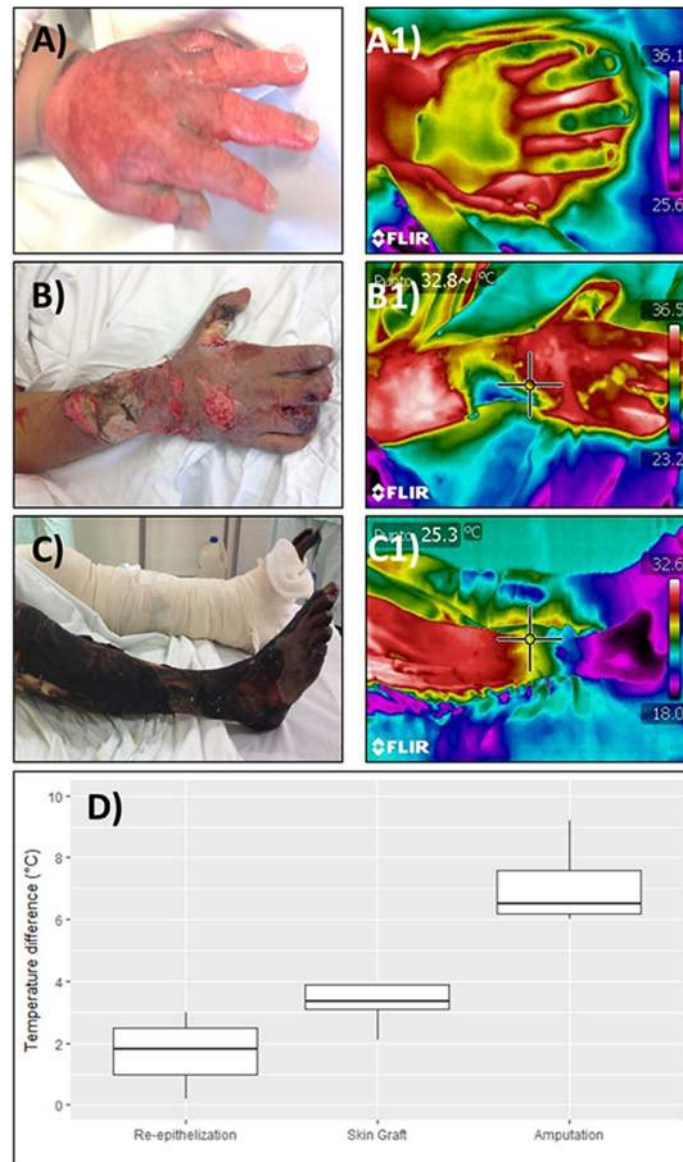 A)
A1)
36.1
25.6
FLIR
B)
B1)
32.8~ °C
36.5
23.2
FLIR
C)
C1)
Punto 25.3 °C
32.6
18.0
FLIR
D)
Temperature difference (°C)
10
8
6
4
2
0
Re-epithelization
Skin Graft
Amputation